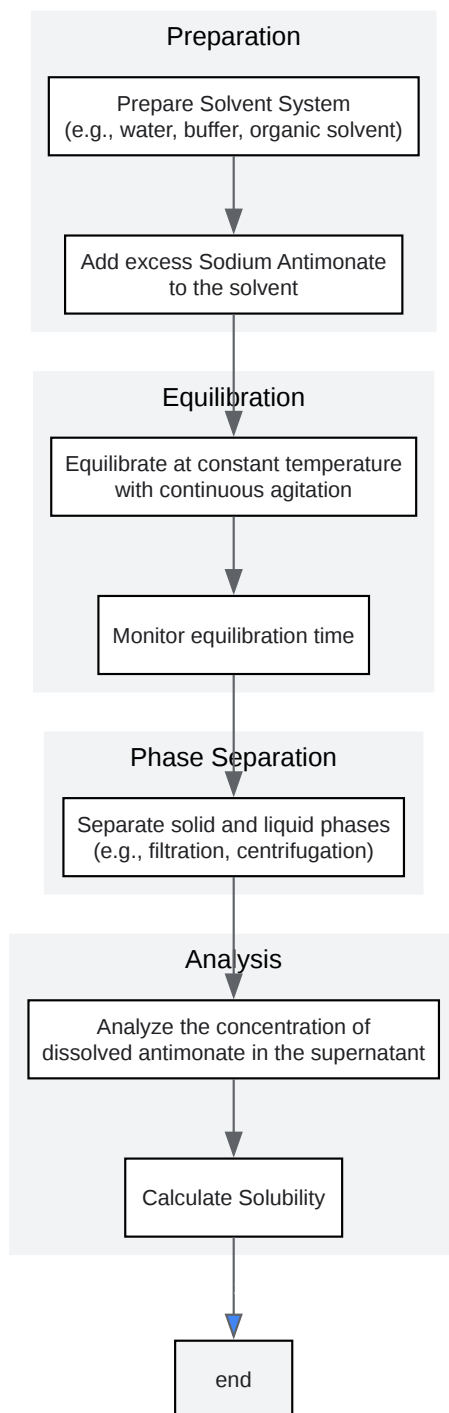 Preparation
Prepare Solvent System
(e.g., water, buffer, organic solvent)
Add excess Sodium Antimonate
to the solvent
Equilibration
Equilibrate at constant temperature
with continuous agitation
Monitor equilibration time
Phase Separation
Separate solid and liquid phases
(e.g., filtration, centrifugation)
Analysis
Analyze the concentration of
dissolved antimonate in the supernatant
Calculate Solubility
end